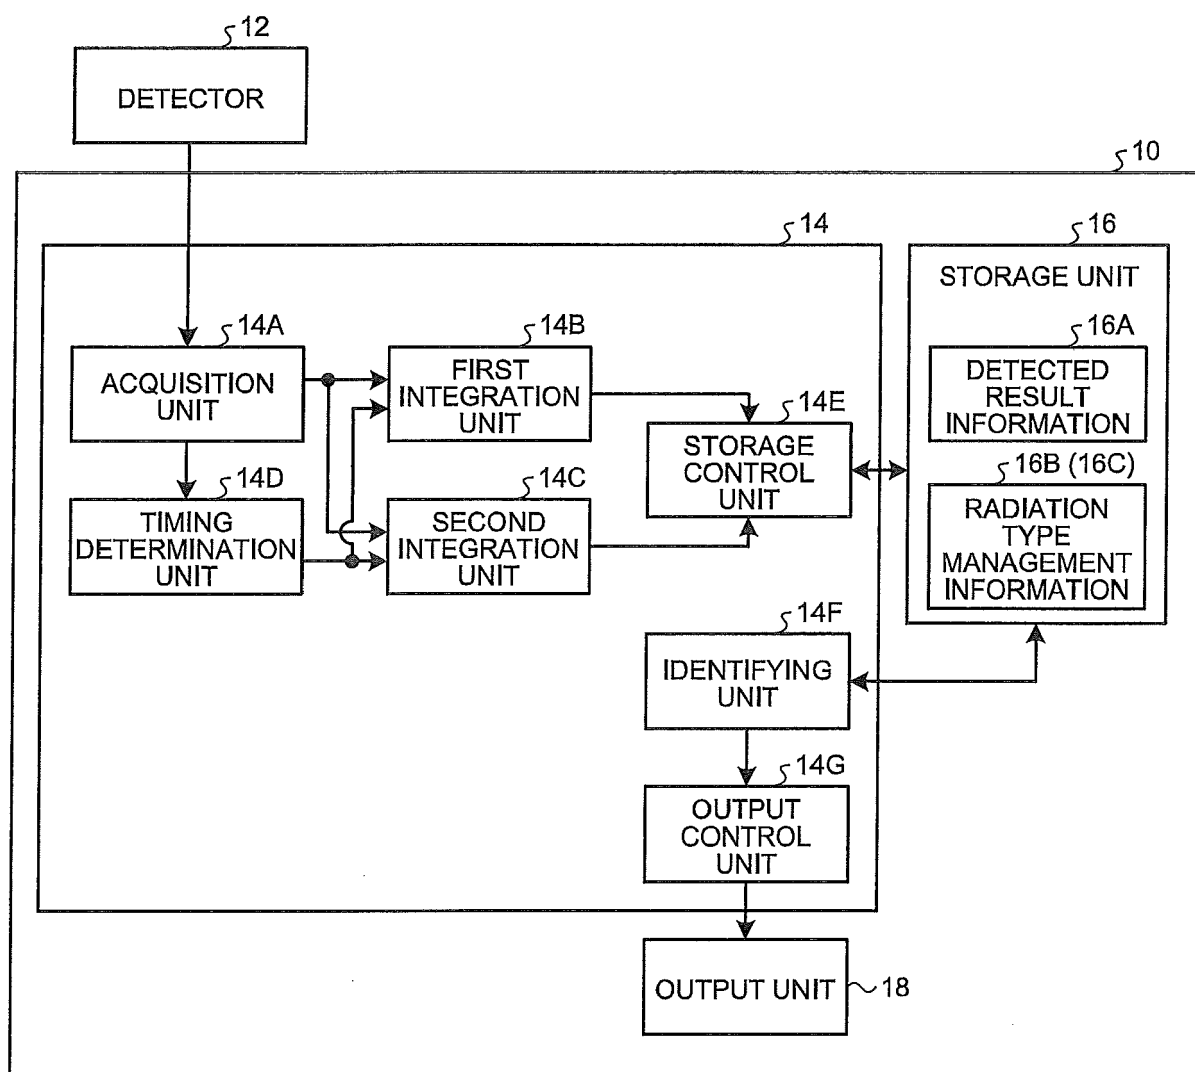 12
DETECTOR
10
14
16
STORAGE UNIT
14A
ACQUISITION
UNIT
14B
FIRST
INTEGRATION
UNIT
16A
DETECTED
RESULT
INFORMATION
14E
STORAGE
CONTROL
UNIT
14D
TIMING
DETERMINATION
UNIT
14C
SECOND
INTEGRATION
UNIT
16B (16C)
RADIATION
TYPE
MANAGEMENT
INFORMATION
14F
IDENTIFYING
UNIT
14G
OUTPUT
CONTROL
UNIT
OUTPUT UNIT
18